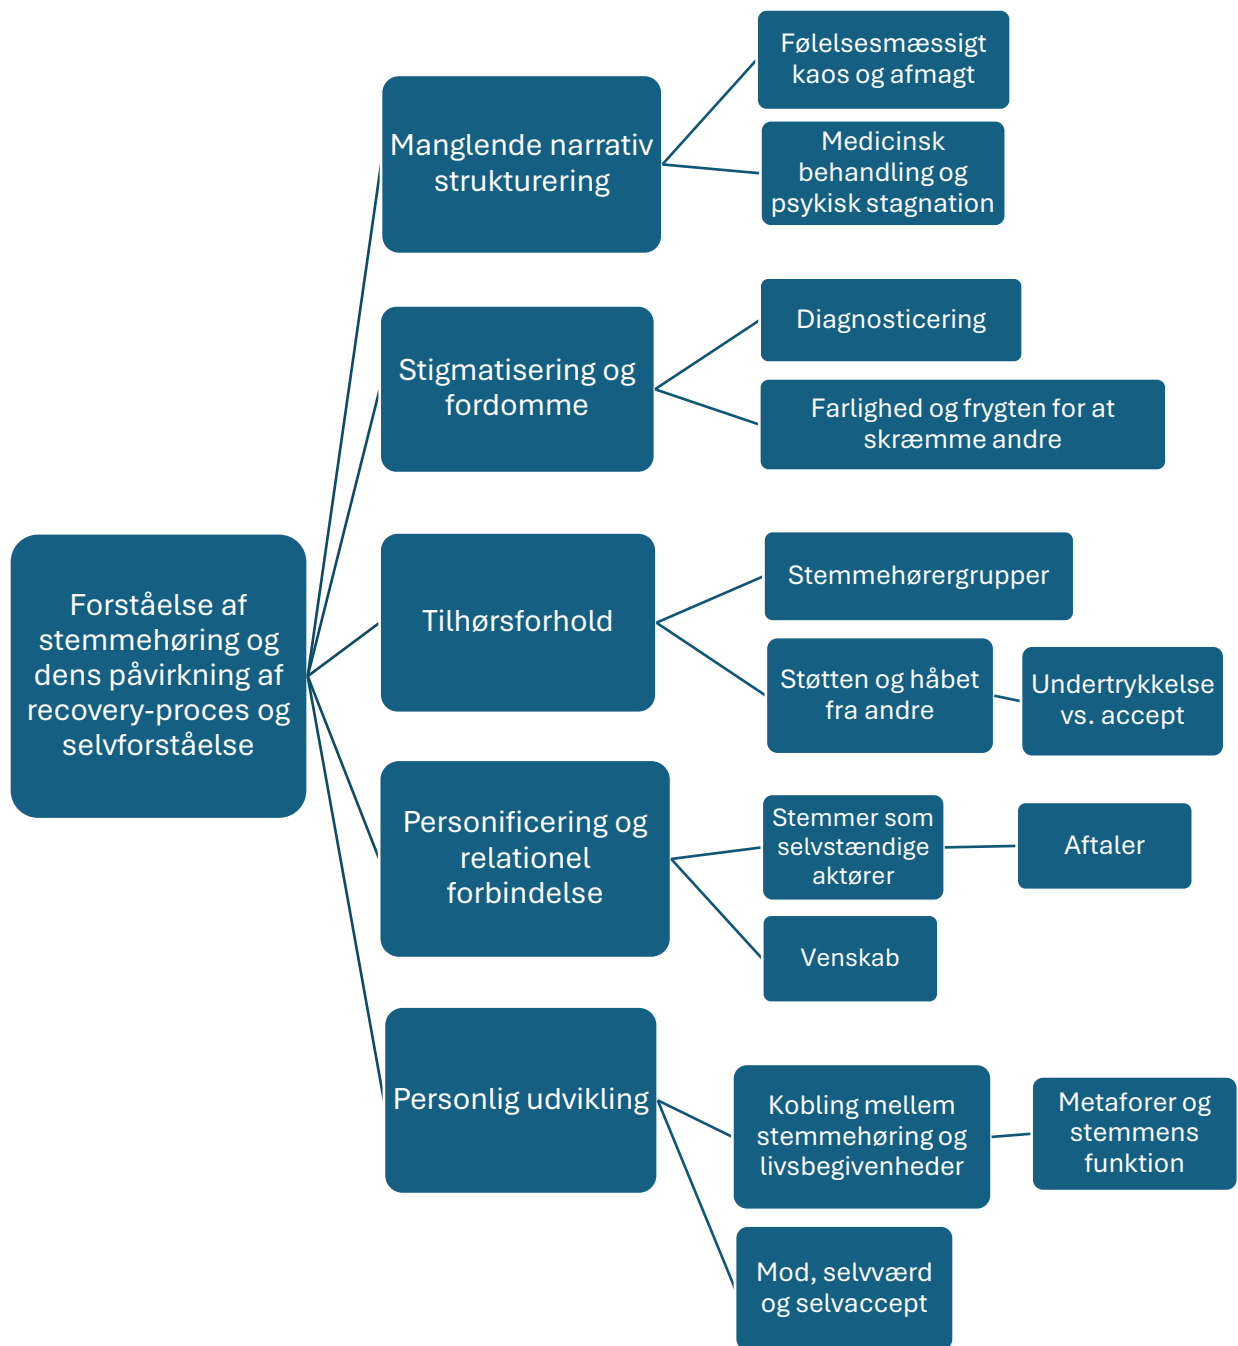 Forståelse af
stemmehøring og
dens påvirkning af
recovery-proces og
selvforståelse
Manglende narrativ
strukturering
Følelsesmæssigt
kaos og afmagt
Medicinsk
behandling og
psykisk stagnation
Stigmatisering og
fordomme
Diagnosticering
Farlighed og frygten for at
skræmme andre
Tilhørsforhold
Stemmehørergrupper
Støtten og håbet
fra andre
Undertrykkelse
vs. accept
Personificering og
relationel
forbindelse
Stemmer som
selvstændige
aktører
Aftaler
Venskab
Personlig udvikling
Kobling mellem
stemmehøring og
livsbegivenheder
Metaforer og
stemmens
funktion
Mod, selvværd
og selvaccept